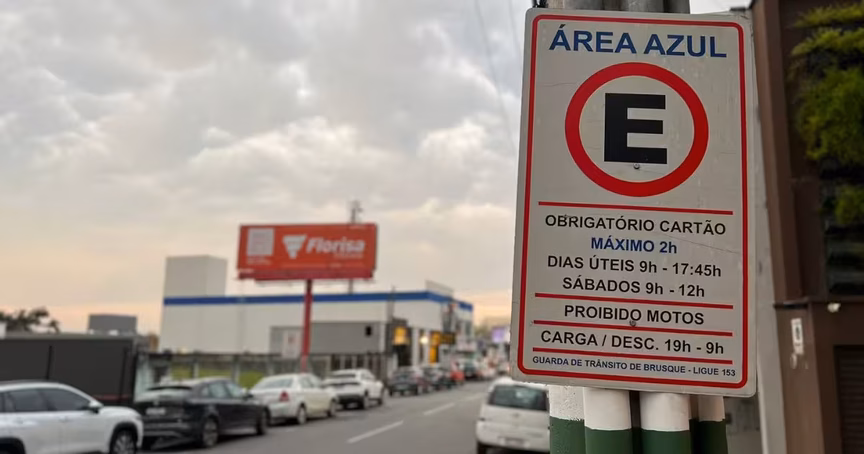 ÁREA AZUL
E
OBRIGATÓRIO CARTÃO
MÁXIMO 2h
DIAS ÚTEIS 9h - 17:45h
SÁBADOS 9h - 12h
PROIBIDO MOTOS
CARGA / DESC. 19h - 9h
GUARDA DE TRÂNSITO DE BRUSQUE - LIGUE 153
Florisa